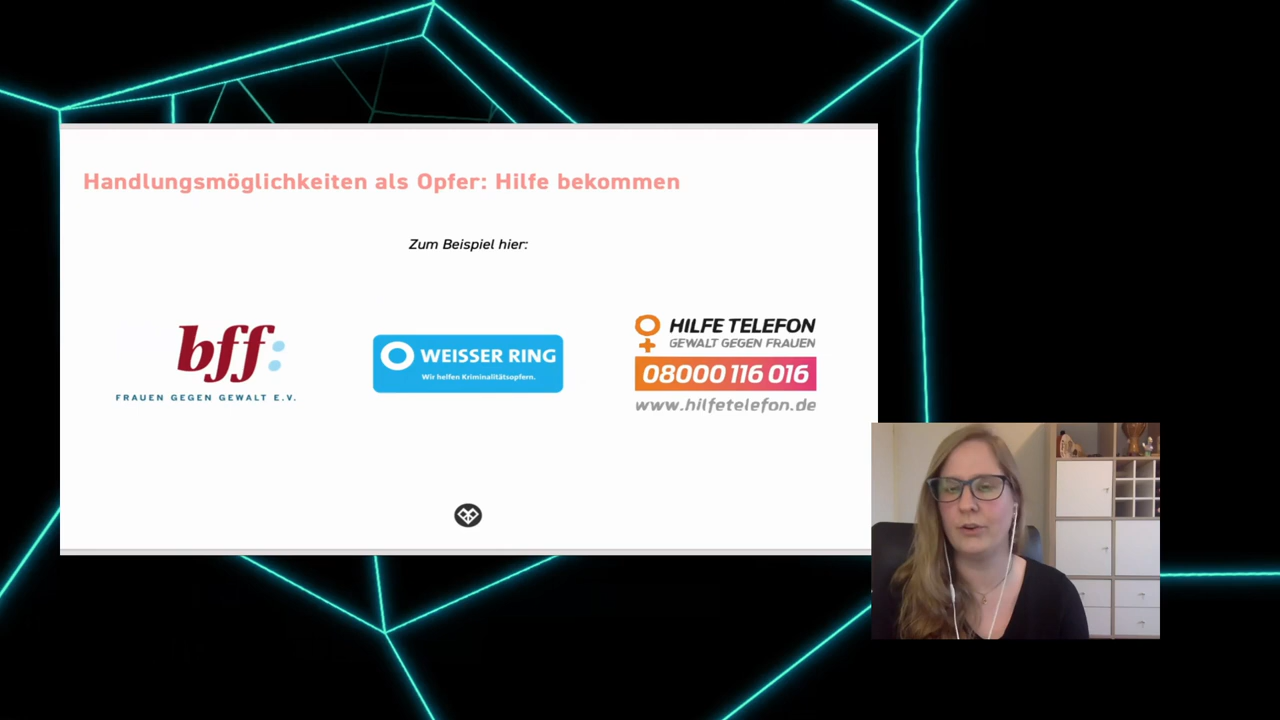 Handlungsmöglichkeiten als Opfer: Hilfe bekommen
Zum Beispiel hier:
bff:
FRAUEN GEGEN GEWALT E.V.
WEISSER RING
Wir helfen Kriminalitätsopfern.
HILFE TELEFON
GEWALT GEGEN FRAUEN
08000 116 016
www.hilfetelefon.de